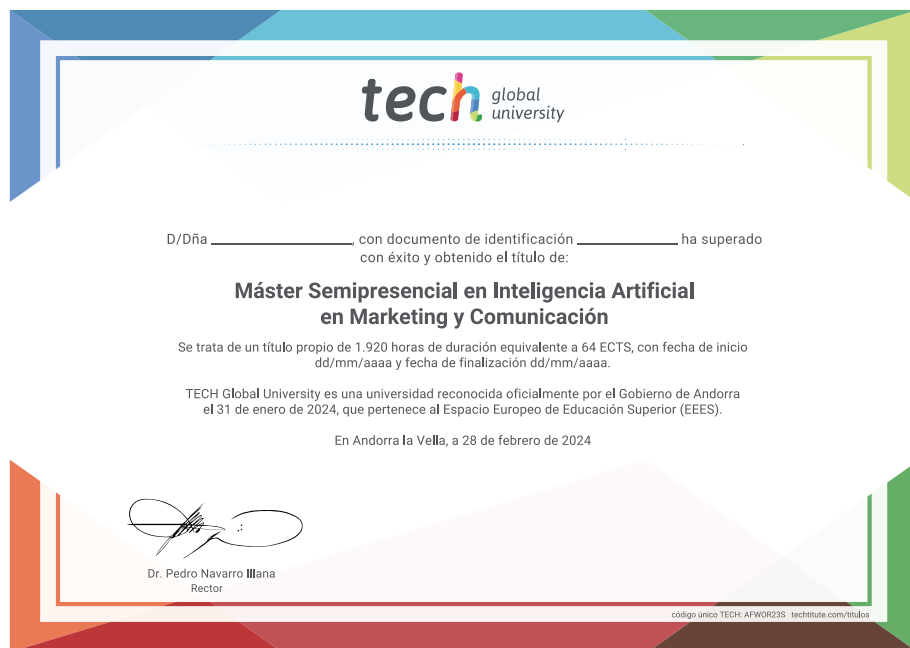 tech global university
D/Dña ____________, con documento de identificación ____________ ha superado
con éxito y obtenido el título de:
Máster Semipresencial en Inteligencia Artificial
en Marketing y Comunicación
Se trata de un título propio de 1.920 horas de duración equivalente a 64 ECTS, con fecha de inicio
dd/mm/aaaa y fecha de finalización dd/mm/aaaa.
TECH Global University es una universidad reconocida oficialmente por el Gobierno de Andorra
el 31 de enero de 2024, que pertenece al Espacio Europeo de Educación Superior (EEES).
En Andorra la Vella, a 28 de febrero de 2024
Dr. Pedro Navarro Illana
Rector
código único TECH: AFWOR23S techtitute.com/titulos